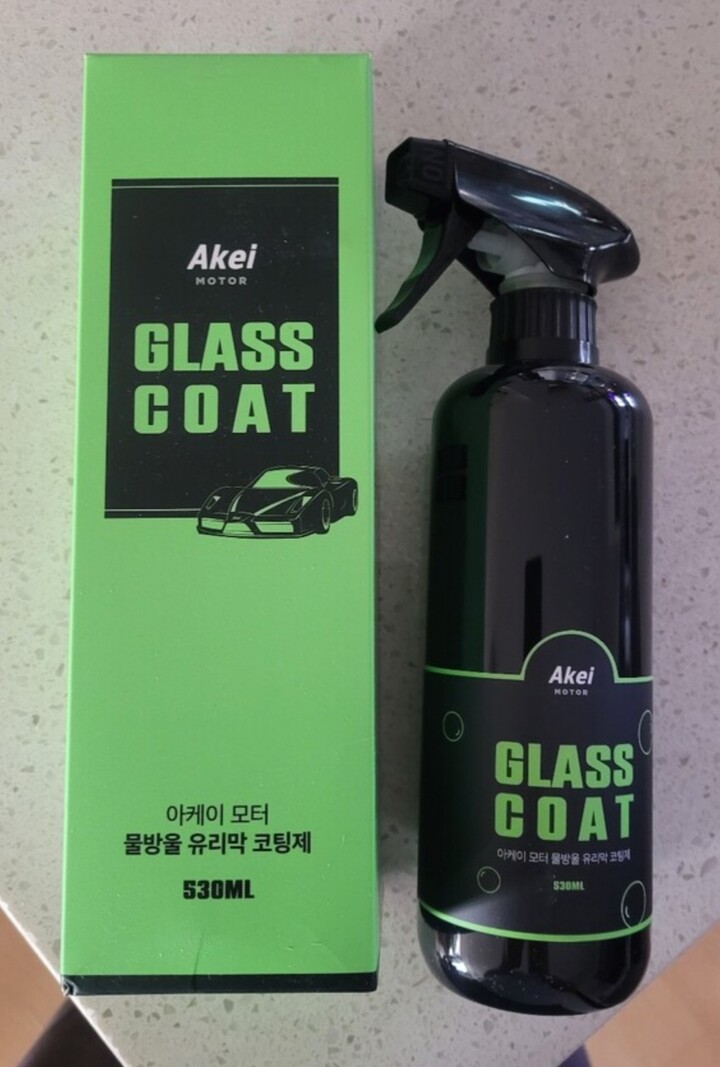 Akei
MOTOR
GLASS
COAT
아케이 모터
물방울 유리막 코팅제
530ML
ON
Akei
MOTOR
GLASS
COAT
아케이 모터 물방울 유리막 코팅제
530ML